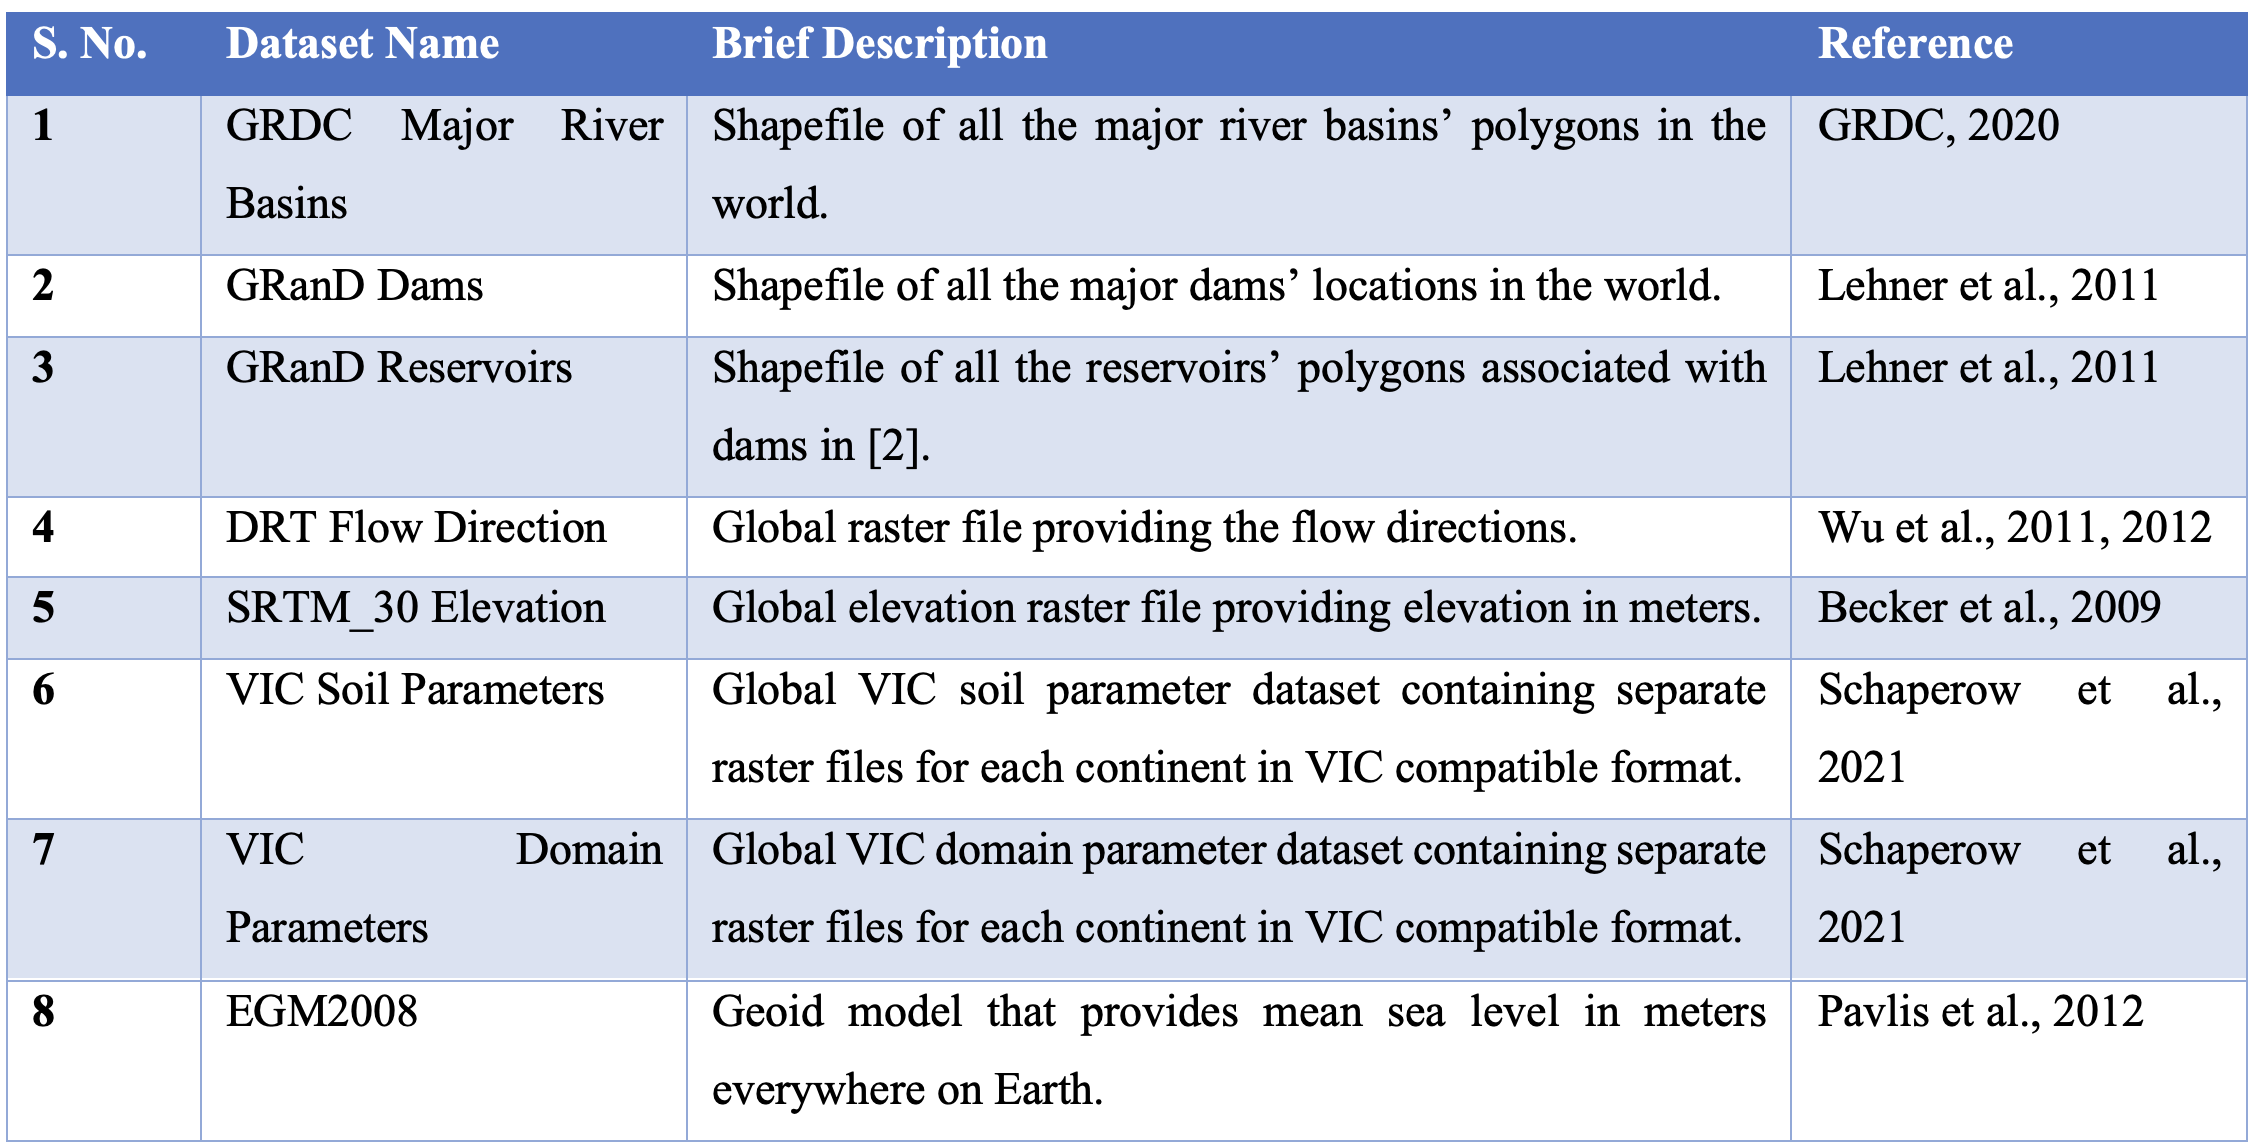 S. No. Dataset Name Brief Description Reference
1 GRDC Major River Shapefile of all the major river basins’ polygons in the GRDC, 2020
Basins world.
2 GRanD Dams Shapefile of all the major dams’ locations in the world. Lehner et al., 2011
3 GRanD Reservoirs Shapefile of all the reservoirs’ polygons associated with Lehner et al., 2011
dams in [2].
4 DRT Flow Direction Global raster file providing the flow directions. Wu et al., 2011, 2012
5 SRTM_30 Elevation Global elevation raster file providing elevation in meters. Becker et al., 2009
6 VIC Soil Parameters Global VIC soil parameter dataset containing separate Schaperow et al.,
raster files for each continent in VIC compatible format. 2021
7 VIC Domain Global VIC domain parameter dataset containing separate Schaperow et al.,
Parameters raster files for each continent in VIC compatible format. 2021
8 EGM2008 Geoid model that provides mean sea level in meters Pavlis et al., 2012
everywhere on Earth.